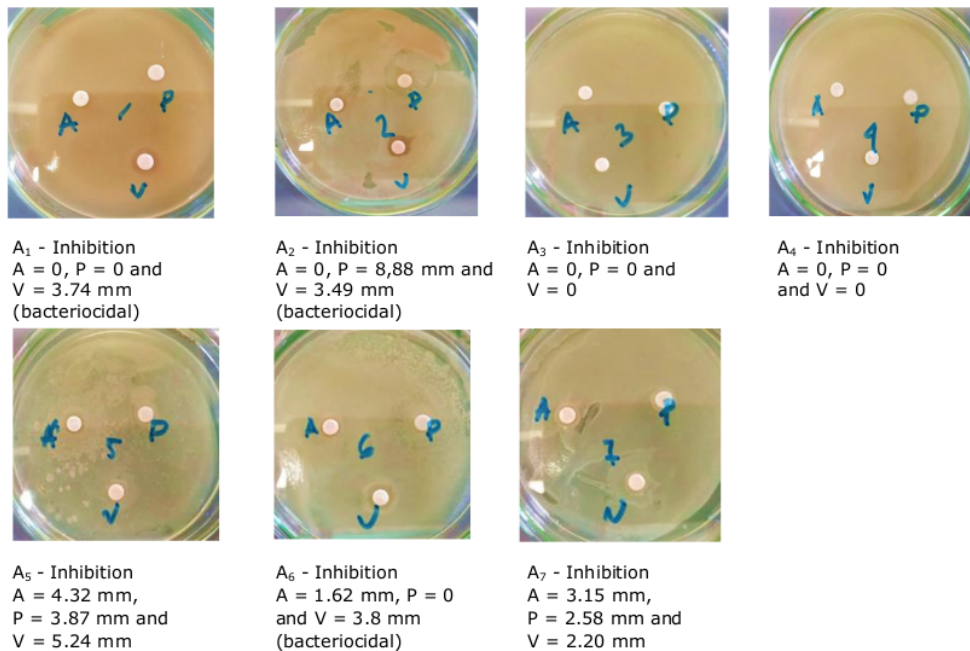 A P 1 V
A P 2 V
A P 3 V
A P 4 V
A₁ - Inhibition
A = 0, P = 0 and
V = 3.74 mm
(bacteriocidal)
A₂ - Inhibition
A = 0, P = 8,88 mm and
V = 3.49 mm
(bacteriocidal)
A₃ - Inhibition
A = 0, P = 0 and
V = 0
A₄ - Inhibition
A = 0, P = 0
and V = 0
A P 5 V
A P 6 V
A P 7 V
A₅ - Inhibition
A = 4.32 mm,
P = 3.87 mm and
V = 5.24 mm
A₆ - Inhibition
A = 1.62 mm, P = 0
and V = 3.8 mm
(bacteriocidal)
A₇ - Inhibition
A = 3.15 mm,
P = 2.58 mm and
V = 2.20 mm